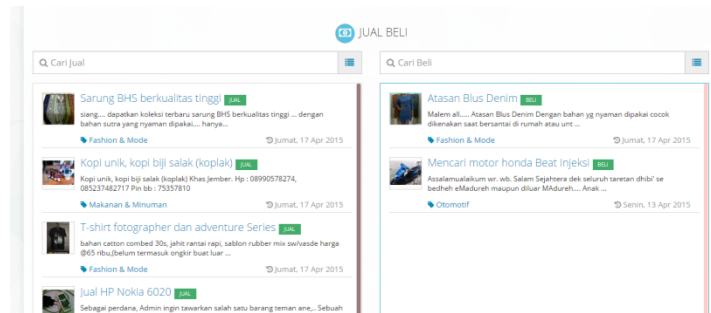 JUAL BELI
Cari Jual
Sarung BHS berkualitas tinggi JUAL
siang.... dapatkan koleksi terbaru sarung BHS berkualitas tinggi ... dengan
bahan sutra yang nyaman dipakai.... hanya...
Fashion & Mode Jumat, 17 Apr 2015
Kopi unik, kopi biji salak (koplak) JUAL
Kopi unik, kopi biji salak (koplak) Khas Jember. Hp : 08990578274,
085237482717 Pin bb : 75357810
Makanan & Minuman Jumat, 17 Apr 2015
T-shirt fotographer dan adventure Series JUAL
bahan catton combed 30s, jahit rantai rapi, sablon rubber mix swivasde harga
@65 ribu,(belum termasuk ongkir buat luar ...
Fashion & Mode Jumat, 17 Apr 2015
Jual HP Nokia 6020 JUAL
Sebagai perdana, Admin ingin tawarkan salah satu barang teman ane,.. Sebuah
Cari Beli
Atasan Blus Denim BELI
Malem all..... Atasan Blus Denim Dengan bahan yg nyaman dipakai cocok
dikenakan saat bersantai di rumah atau unt ...
Fashion & Mode Jumat, 17 Apr 2015
Mencari motor honda Beat Injeksi BELI
Assalamualaikum wr. wb. Salam Sejahtera dek seluruh taretan dhibi' se
bedheh eMadureh maupun diluar MAdureh.... Anak ...
Otomotif Senin, 13 Apr 2015